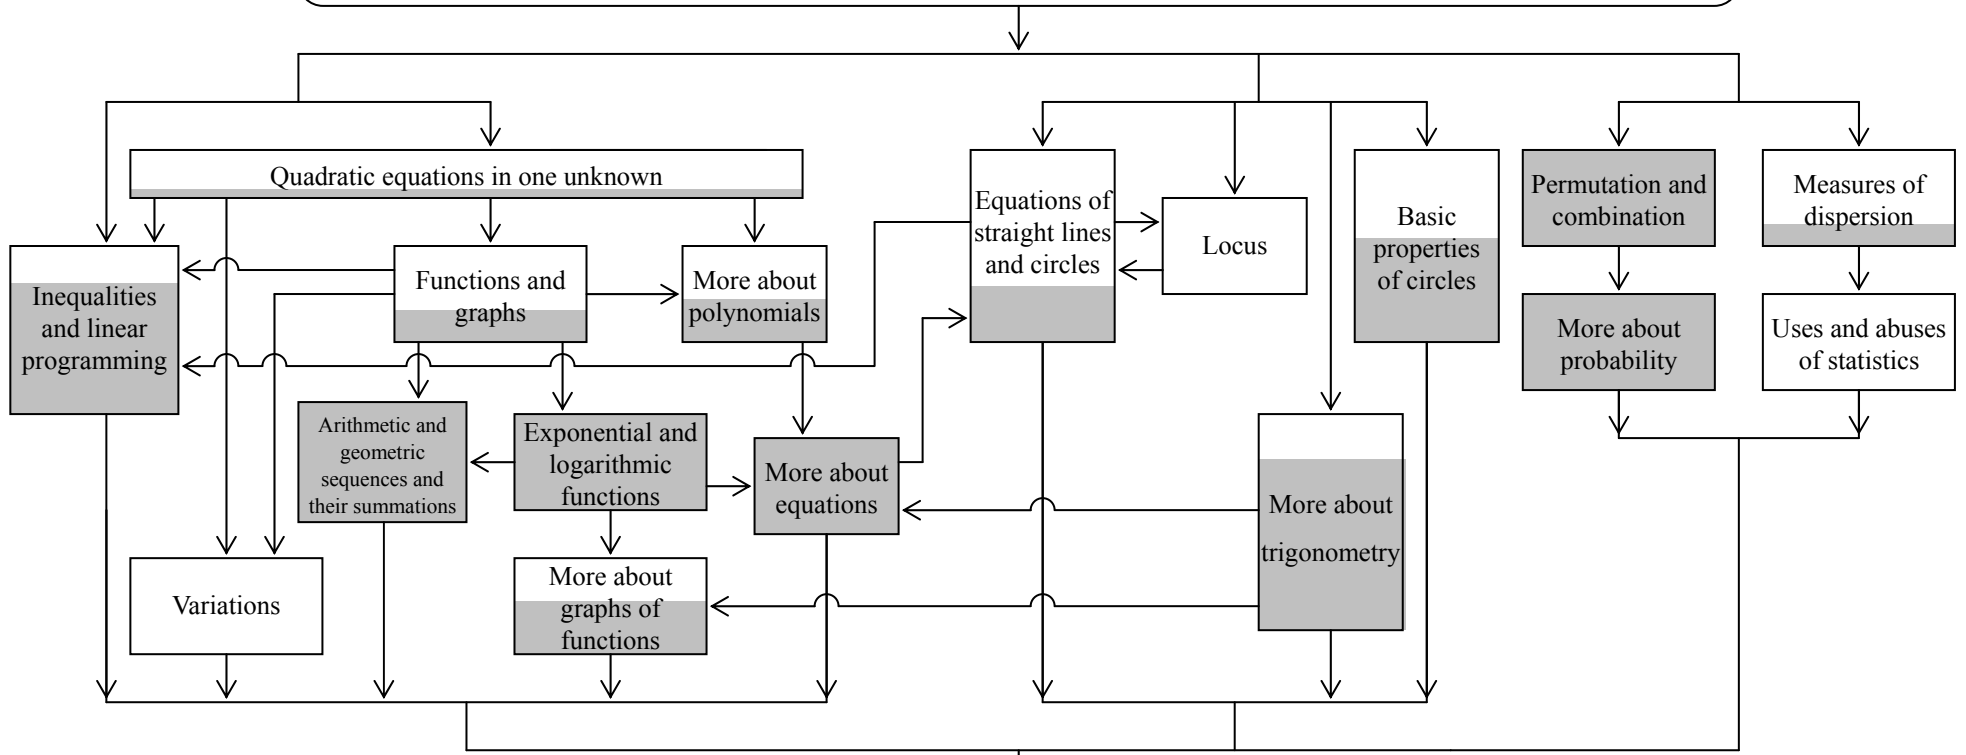 Quadratic equations in one unknown
Inequalities
and linear
programming
Functions and
graphs
More about
polynomials
Equations of
straight lines
and circles
Locus
Basic
properties
of circles
Permutation and
combination
Measures of
dispersion
More about
probability
Uses and abuses
of statistics
Arithmetic and
geometric
sequences and
their summations
Exponential and
logarithmic
functions
More about
equations
More about
trigonometry
Variations
More about
graphs of
functions